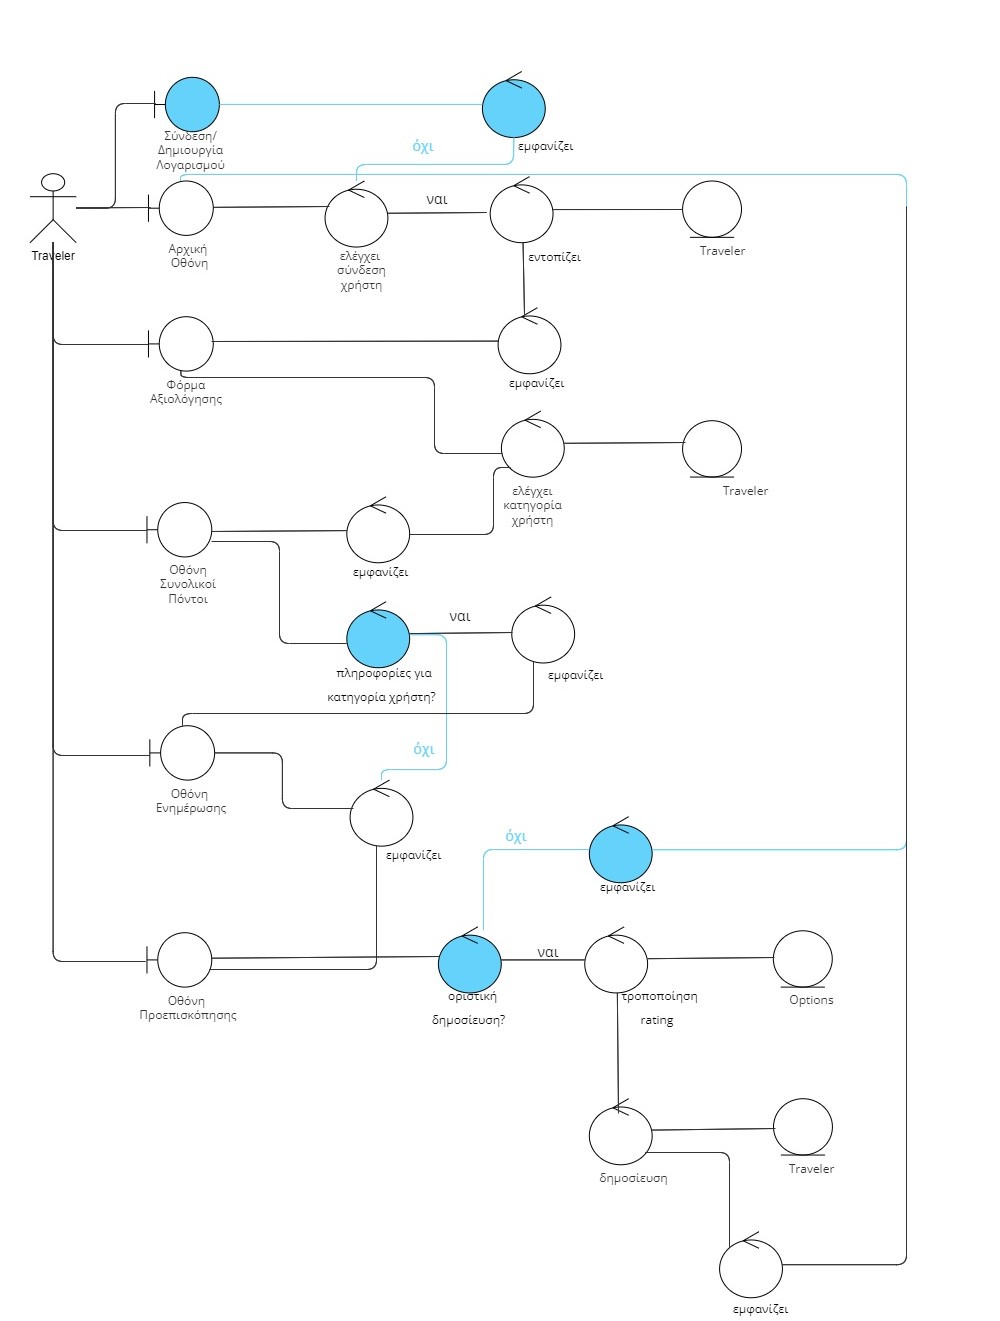 Σύνδεση/
Δημιουργία
Λογαρισμού
εμφανίζει
όχι
Traveler
Αρχική
Οθόνη
ελέγχει
σύνδεση
χρήστη
ναι
εντοπίζει
Traveler
Φόρμα
Αξιολόγησης
εμφανίζει
ελέγχει
κατηγορία
χρήστη
Traveler
Οθόνη
Συνολικοί
Πόντοι
εμφανίζει
πληροφορίες για
κατηγορία χρήστη?
ναι
εμφανίζει
όχι
Οθόνη
Ενημέρωσης
εμφανίζει
όχι
εμφανίζει
Οθόνη
Προεπισκόπησης
οριστική
δημοσίευση?
ναι
τροποποίηση
rating
Options
δημοσίευση
Traveler
εμφανίζει